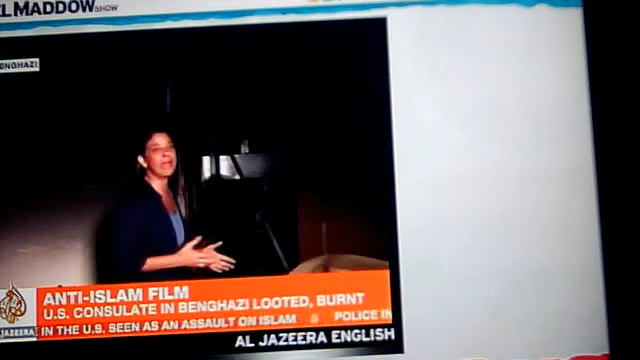 EL MADDOW SHOW
BENGHAZI
ANTI-ISLAM FILM
U.S. CONSULATE IN BENGHAZI LOOTED, BURNT
IN THE U.S. SEEN AS AN ASSAULT ON ISLAM POLICE IN
JAZEERA
AL JAZEERA ENGLISH